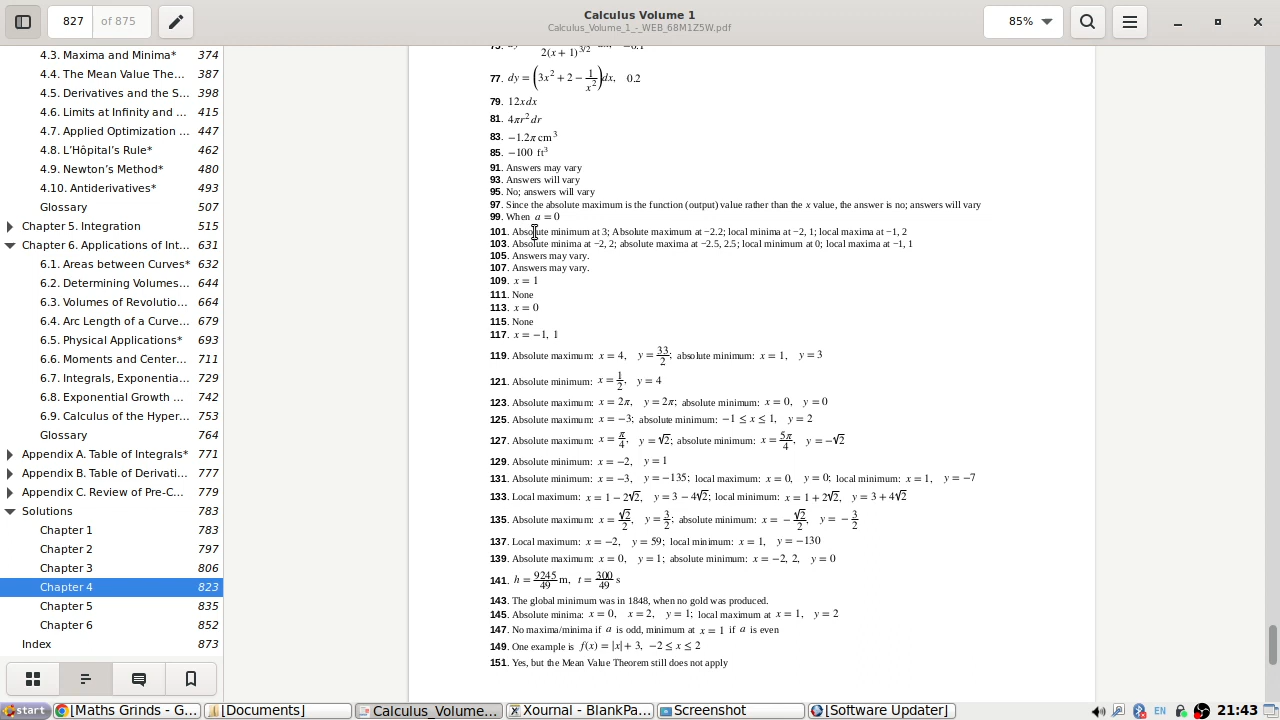 Calculus Volume 1
Calculus_Volume_1_-_WEB_68M1Z5W.pdf
827 of 875
85%
4.3. Maxima and Minima* 374
4.4. The Mean Value The... 387
4.5. Derivatives and the S... 398
4.6. Limits at Infinity and ... 415
4.7. Applied Optimization ... 447
4.8. L'Hôpital's Rule* 462
4.9. Newton's Method* 480
4.10. Antiderivatives* 493
Glossary 507
Chapter 5. Integration 515
Chapter 6. Applications of Int... 631
6.1. Areas between Curves* 632
6.2. Determining Volumes... 644
6.3. Volumes of Revolutio... 664
6.4. Arc Length of a Curve... 679
6.5. Physical Applications* 693
6.6. Moments and Center... 711
6.7. Integrals, Exponentia... 729
6.8. Exponential Growth ... 742
6.9. Calculus of the Hyper... 753
Glossary 764
Appendix A. Table of Integrals* 771
Appendix B. Table of Derivati... 777
Appendix C. Review of Pre-C... 779
Solutions 783
Chapter 1 783
Chapter 2 797
Chapter 3 806
Chapter 4 823
Chapter 5 835
Chapter 6 852
Index 873
2(x + 1)^3/2
77. dy = (3x² + 2 − 1/x²)dx, 0.2
79. 12xdx
81. 4πr² dr
83. −1.2π cm³
85. −100 ft³
91. Answers may vary
93. Answers will vary
95. No; answers will vary
97. Since the absolute maximum is the function (output) value rather than the x value, the answer is no; answers will vary
99. When a = 0
101. Absolute minimum at 3; Absolute maximum at −2.2; local minima at −2, 1; local maxima at −1, 2
103. Absolute minima at −2, 2; absolute maxima at −2.5, 2.5; local minimum at 0; local maxima at −1, 1
105. Answers may vary.
107. Answers may vary.
109. x = 1
111. None
113. x = 0
115. None
117. x = −1, 1
119. Absolute maximum: x = 4, y = 33/2; absolute minimum: x = 1, y = 3
121. Absolute minimum: x = 1/2, y = 4
123. Absolute maximum: x = 2π, y = 2π; absolute minimum: x = 0, y = 0
125. Absolute maximum: x = −3; absolute minimum: −1 ≤ x ≤ 1, y = 2
127. Absolute maximum: x = π/4, y = √2; absolute minimum: x = 5π/4, y = −√2
129. Absolute minimum: x = −2, y = 1
131. Absolute minimum: x = −3, y = −135; local maximum: x = 0, y = 0; local minimum: x = 1, y = −7
133. Local maximum: x = 1 − 2√2, y = 3 − 4√2; local minimum: x = 1 + 2√2, y = 3 + 4√2
135. Absolute maximum: x = √2/2, y = 3/2; absolute minimum: x = −√2/2, y = −3/2
137. Local maximum: x = −2, y = 59; local minimum: x = 1, y = −130
139. Absolute maximum: x = 0, y = 1; absolute minimum: x = −2, 2, y = 0
141. h = 9245/49 m, t = 300/49 s
143. The global minimum was in 1848, when no gold was produced.
145. Absolute minima: x = 0, x = 2, y = 1; local maximum at x = 1, y = 2
147. No maxima/minima if a is odd, minimum at x = 1 if a is even
149. One example is f(x) = |x| + 3, −2 ≤ x ≤ 2
151. Yes, but the Mean Value Theorem still does not apply
start
[Maths Grinds - G...
[Documents]
Calculus_Volume...
Xournal - BlankPa...
Screenshot
[Software Updater]
EN
21:43